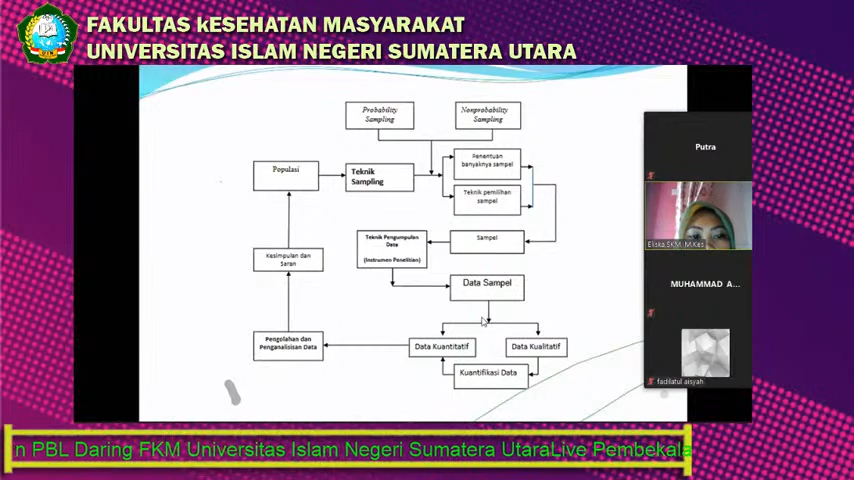 FAKULTAS kESEHATAN MASYARAKAT
UNIVERSITAS ISLAM NEGERI SUMATERA UTARA
Probability
Sampling
Nonprobability
Sampling
Populasi
Teknik
Sampling
Penentuan
banyaknya sampel
Teknik pemilihan
sampel
Teknik Pengumpulan
Data
(Instrumen Penelitian)
Sampel
Kesimpulan dan
Saran
Data Sampel
Pengolahan dan
Penganalisisan Data
Data Kuantitatif
Data Kualitatif
Kuantifikasi Data
Putra
Eliska SKM M.Kes
MUHAMMAD A...
fadilatul aisyah
n PBL Daring FKM Universitas Islam Negeri Sumatera UtaraLive Pembekala